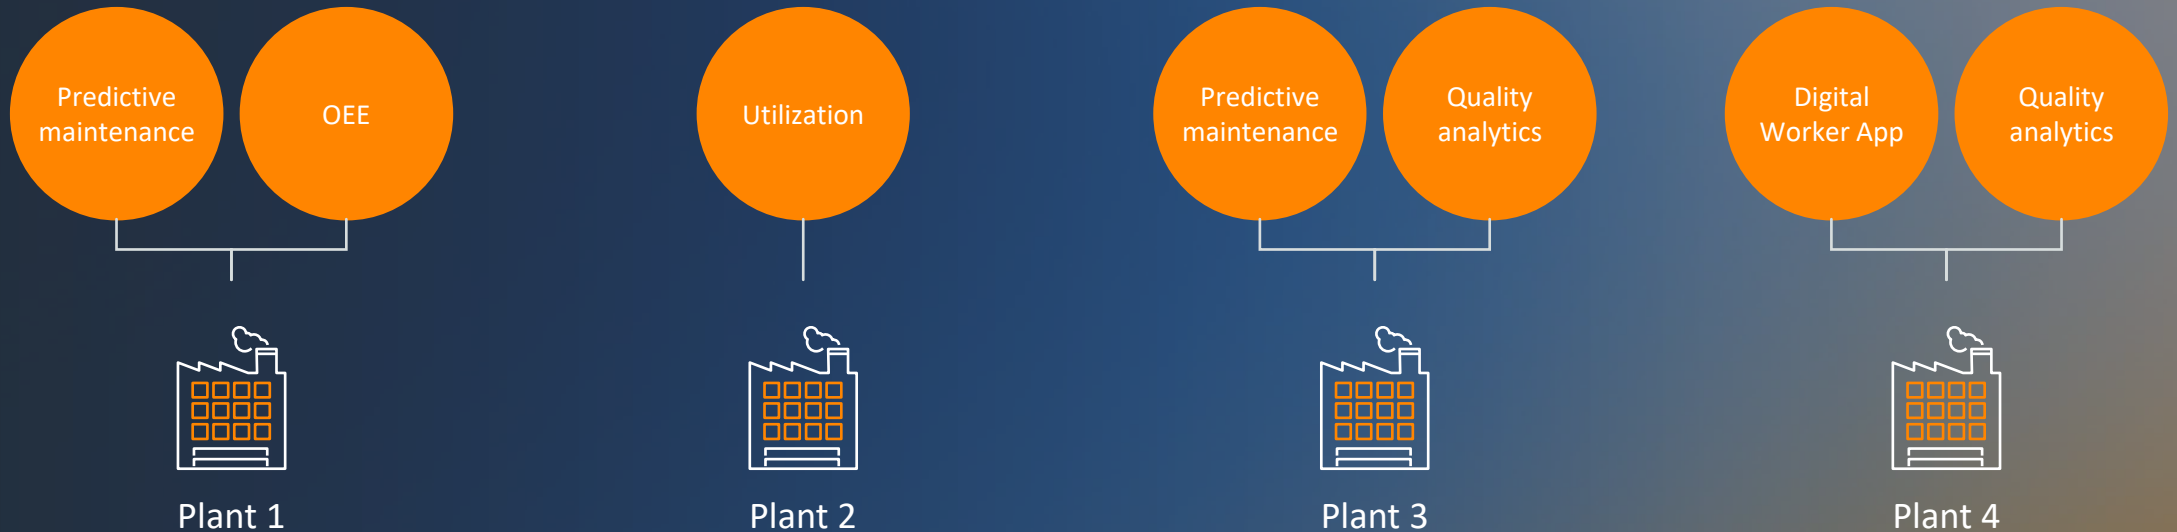 Predictive
maintenance
OEE
Utilization
Predictive
maintenance
Quality
analytics
Digital
Worker App
Quality
analytics
Plant 1
Plant 2
Plant 3
Plant 4